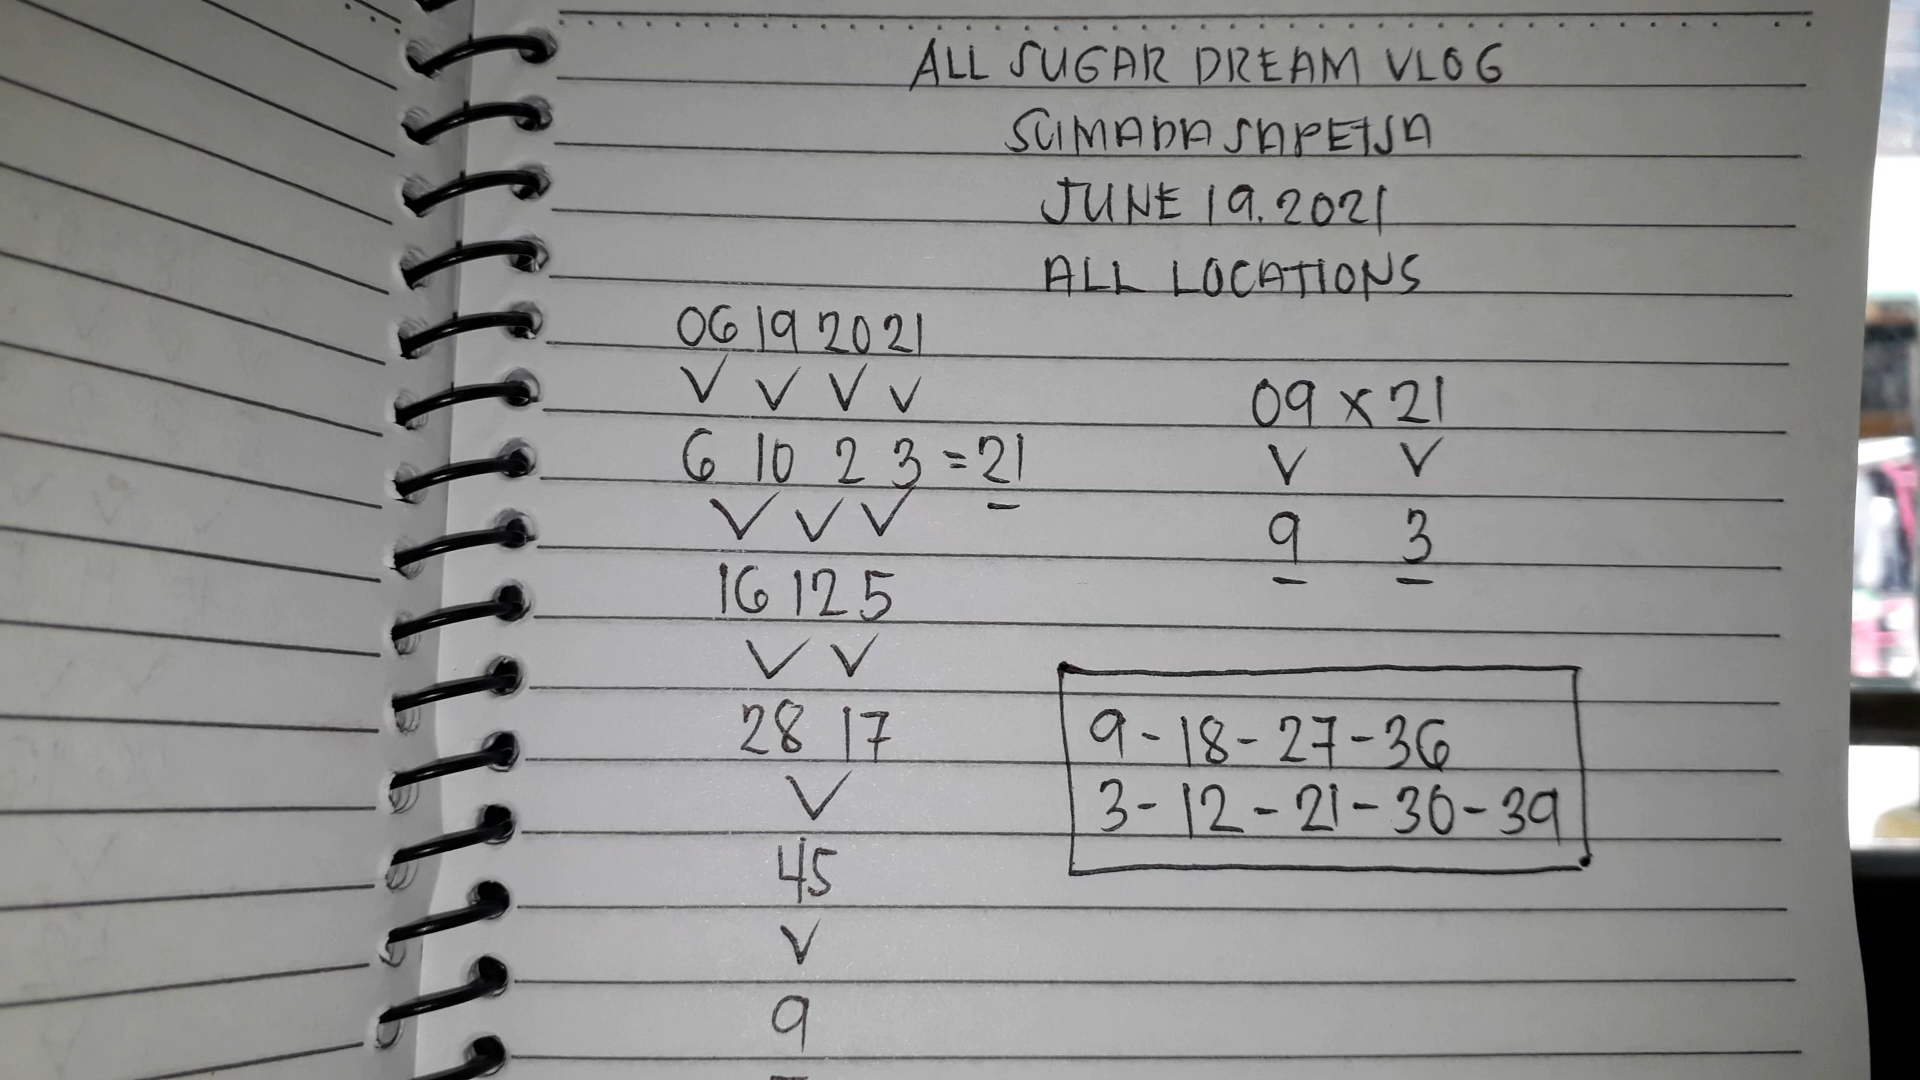 ALL SUGAR DREAM VLOG
SUMADA SAPETSA
JUNE 19.2021
ALL LOCATIONS
06 19 20 21
V V V V
6 10 2 3 = 21
V V V
16 12 5
V V
28 17
V
45
V
9
09 x 21
V V
9 3
9-18-27-36
3-12-21-30-39